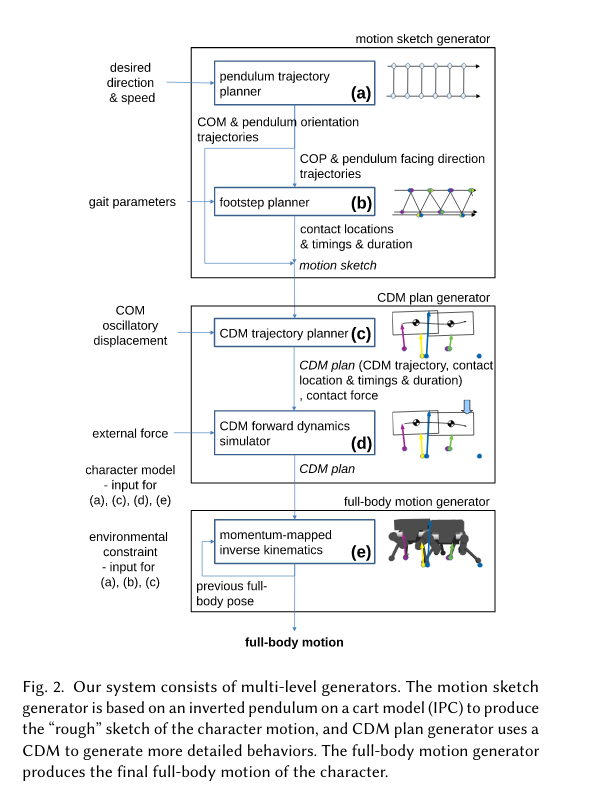 motion sketch generator
desired
direction
& speed
pendulum trajectory
planner
(a)
COM & pendulum orientation
trajectories
COP & pendulum facing direction
trajectories
gait parameters
footstep planner
(b)
contact locations
& timings & duration
motion sketch
CDM plan generator
COM
oscillatory
displacement
CDM trajectory planner
(c)
CDM plan (CDM trajectory, contact
location & timings & duration)
, contact force
external force
CDM forward dynamics
simulator
(d)
CDM plan
character model
- input for
(a), (c), (d), (e)
full-body motion generator
environmental
constraint
- input for
(a), (b), (c)
momentum-mapped
inverse kinematics
(e)
previous full-
body pose
full-body motion
Fig. 2. Our system consists of multi-level generators. The motion sketch
generator is based on an inverted pendulum on a cart model (IPC) to produce
the “rough” sketch of the character motion, and CDM plan generator uses a
CDM to generate more detailed behaviors. The full-body motion generator
produces the final full-body motion of the character.